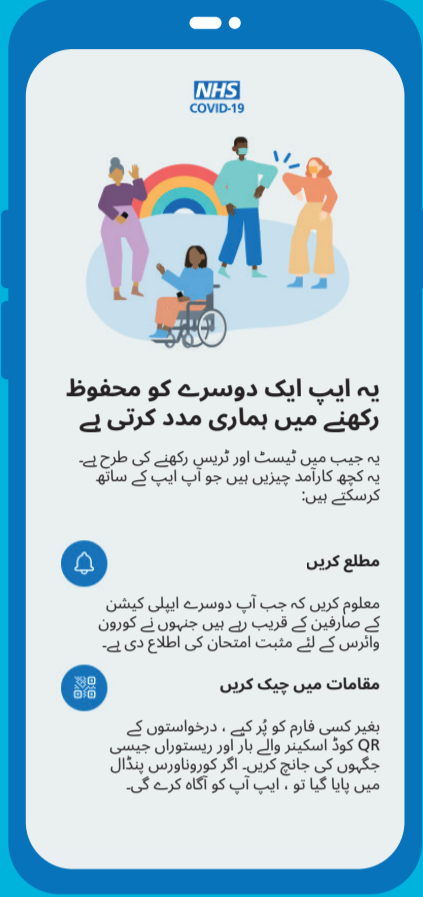 NHS
COVID-19
یہ ایپ ایک دوسرے کو محفوظ
رکھنے میں ہماری مدد کرتی ہے
یہ جیب میں ٹیسٹ اور ٹریس رکھنے کی طرح ہے۔
یہ کچھ کارآمد چیزیں ہیں جو آپ ایپ کے ساتھ
کرسکتے ہیں:
مطلع کریں
معلوم کریں کہ جب آپ دوسرے ایپلی کیشن
کے صارفین کے قریب رہے ہیں جنہوں نے کورون
وائرس کے لئے مثبت امتحان کی اطلاع دی ہے۔
مقامات میں چیک کریں
بغیر کسی فارم کو پُر کیے ، درخواستوں کے
QR کوڈ اسکینر والے بار اور ریستوراں جیسی
جگہوں کی جانچ کریں۔ اگر کوروناورس پنڈال
میں پایا گیا تو ، ایپ آپ کو آگاہ کرے گی۔